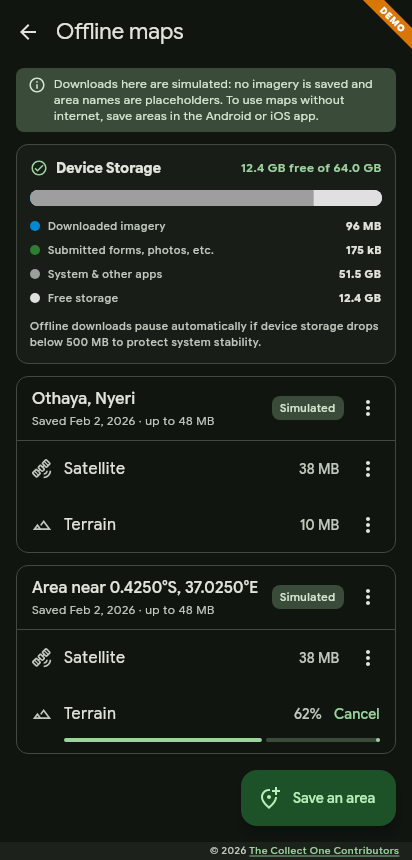 DEMO
Offline maps
Downloads here are simulated: no imagery is saved and
area names are placeholders. To use maps without
internet, save areas in the Android or iOS app.
Device Storage 12.4 GB free of 64.0 GB
Downloaded imagery 96 MB
Submitted forms, photos, etc. 175 kB
System & other apps 51.5 GB
Free storage 12.4 GB
Offline downloads pause automatically if device storage drops
below 500 MB to protect system stability.
Othaya, Nyeri Simulated
Saved Feb 2, 2026 · up to 48 MB
Satellite 38 MB
Terrain 10 MB
Area near 0.4250°S, 37.0250°E Simulated
Saved Feb 2, 2026 · up to 48 MB
Satellite 38 MB
Terrain 62% Cancel
Save an area
© 2026 The Collect One Contributors